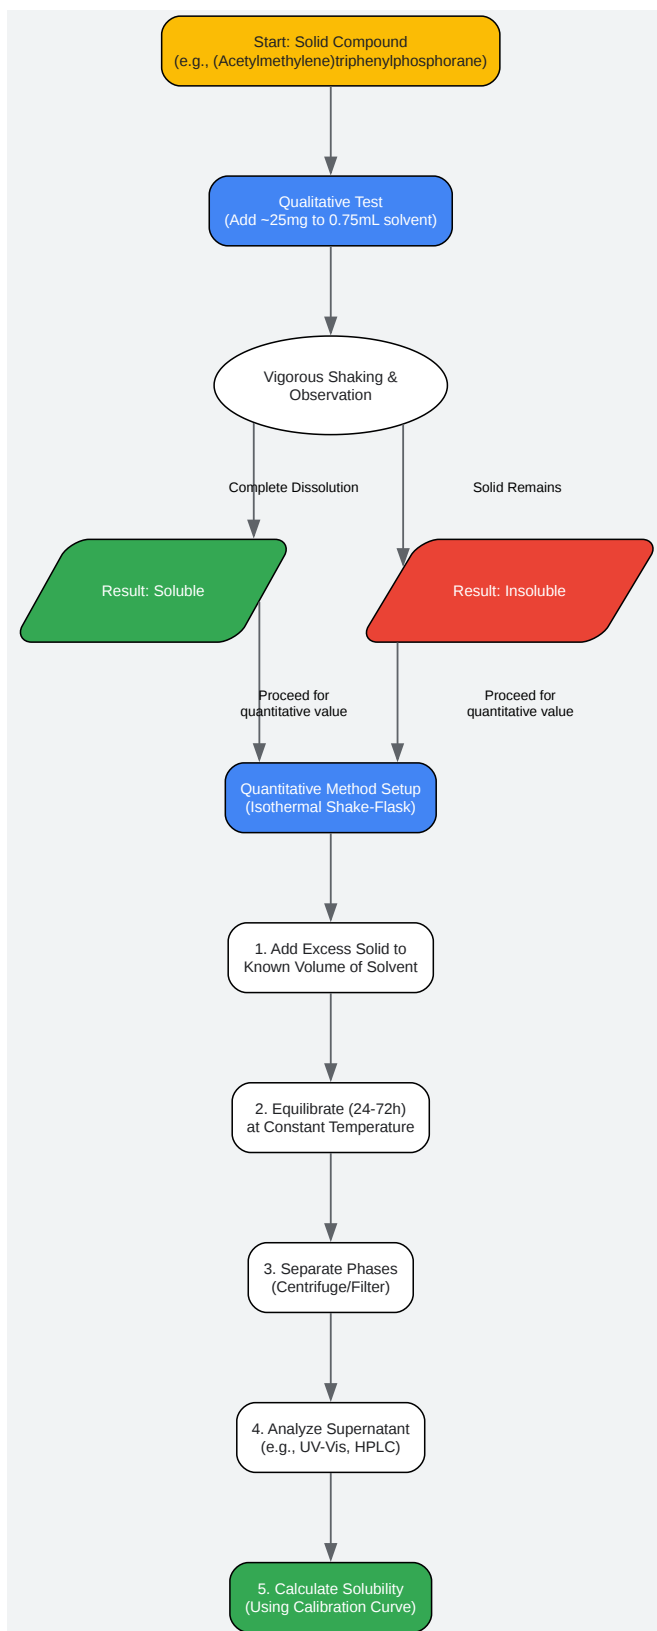 Start: Solid Compound
(e.g., (Acetylmethylene)triphenylphosphorane)
Qualitative Test
(Add ~25mg to 0.75mL solvent)
Vigorous Shaking &
Observation
Complete Dissolution
Solid Remains
Result: Soluble
Result: Insoluble
Proceed for
quantitative value
Proceed for
quantitative value
Quantitative Method Setup
(Isothermal Shake-Flask)
1. Add Excess Solid to
Known Volume of Solvent
2. Equilibrate (24-72h)
at Constant Temperature
3. Separate Phases
(Centrifuge/Filter)
4. Analyze Supernatant
(e.g., UV-Vis, HPLC)
5. Calculate Solubility
(Using Calibration Curve)